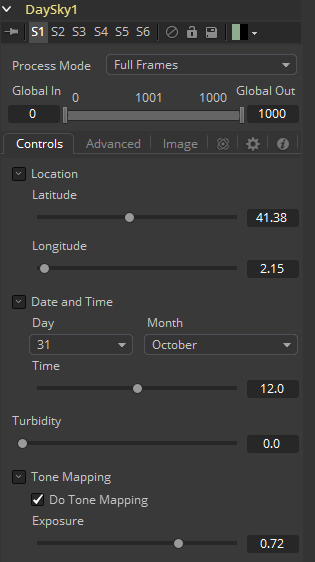 DaySky1
S1 S2 S3 S4 S5 S6
Process Mode Full Frames
Global In 0 1001 1000 Global Out
0 1000
Controls Advanced Image
Location
Latitude
41.38
Longitude
2.15
Date and Time
Day Month
31 October
Time
12.0
Turbidity
0.0
Tone Mapping
Do Tone Mapping
Exposure
0.72